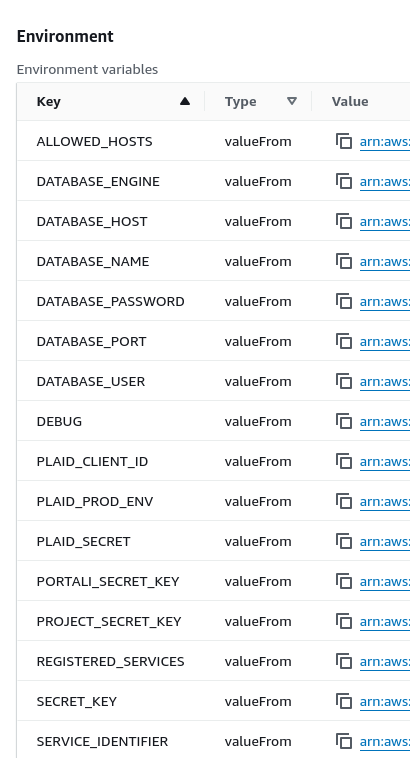 Environment
Environment variables
Key Type Value
ALLOWED_HOSTS valueFrom arn:aws:
DATABASE_ENGINE valueFrom arn:aws:
DATABASE_HOST valueFrom arn:aws:
DATABASE_NAME valueFrom arn:aws:
DATABASE_PASSWORD valueFrom arn:aws:
DATABASE_PORT valueFrom arn:aws:
DATABASE_USER valueFrom arn:aws:
DEBUG valueFrom arn:aws:
PLAID_CLIENT_ID valueFrom arn:aws:
PLAID_PROD_ENV valueFrom arn:aws:
PLAID_SECRET valueFrom arn:aws:
PORTALI_SECRET_KEY valueFrom arn:aws:
PROJECT_SECRET_KEY valueFrom arn:aws:
REGISTERED_SERVICES valueFrom arn:aws:
SECRET_KEY valueFrom arn:aws:
SERVICE_IDENTIFIER valueFrom arn:aws: